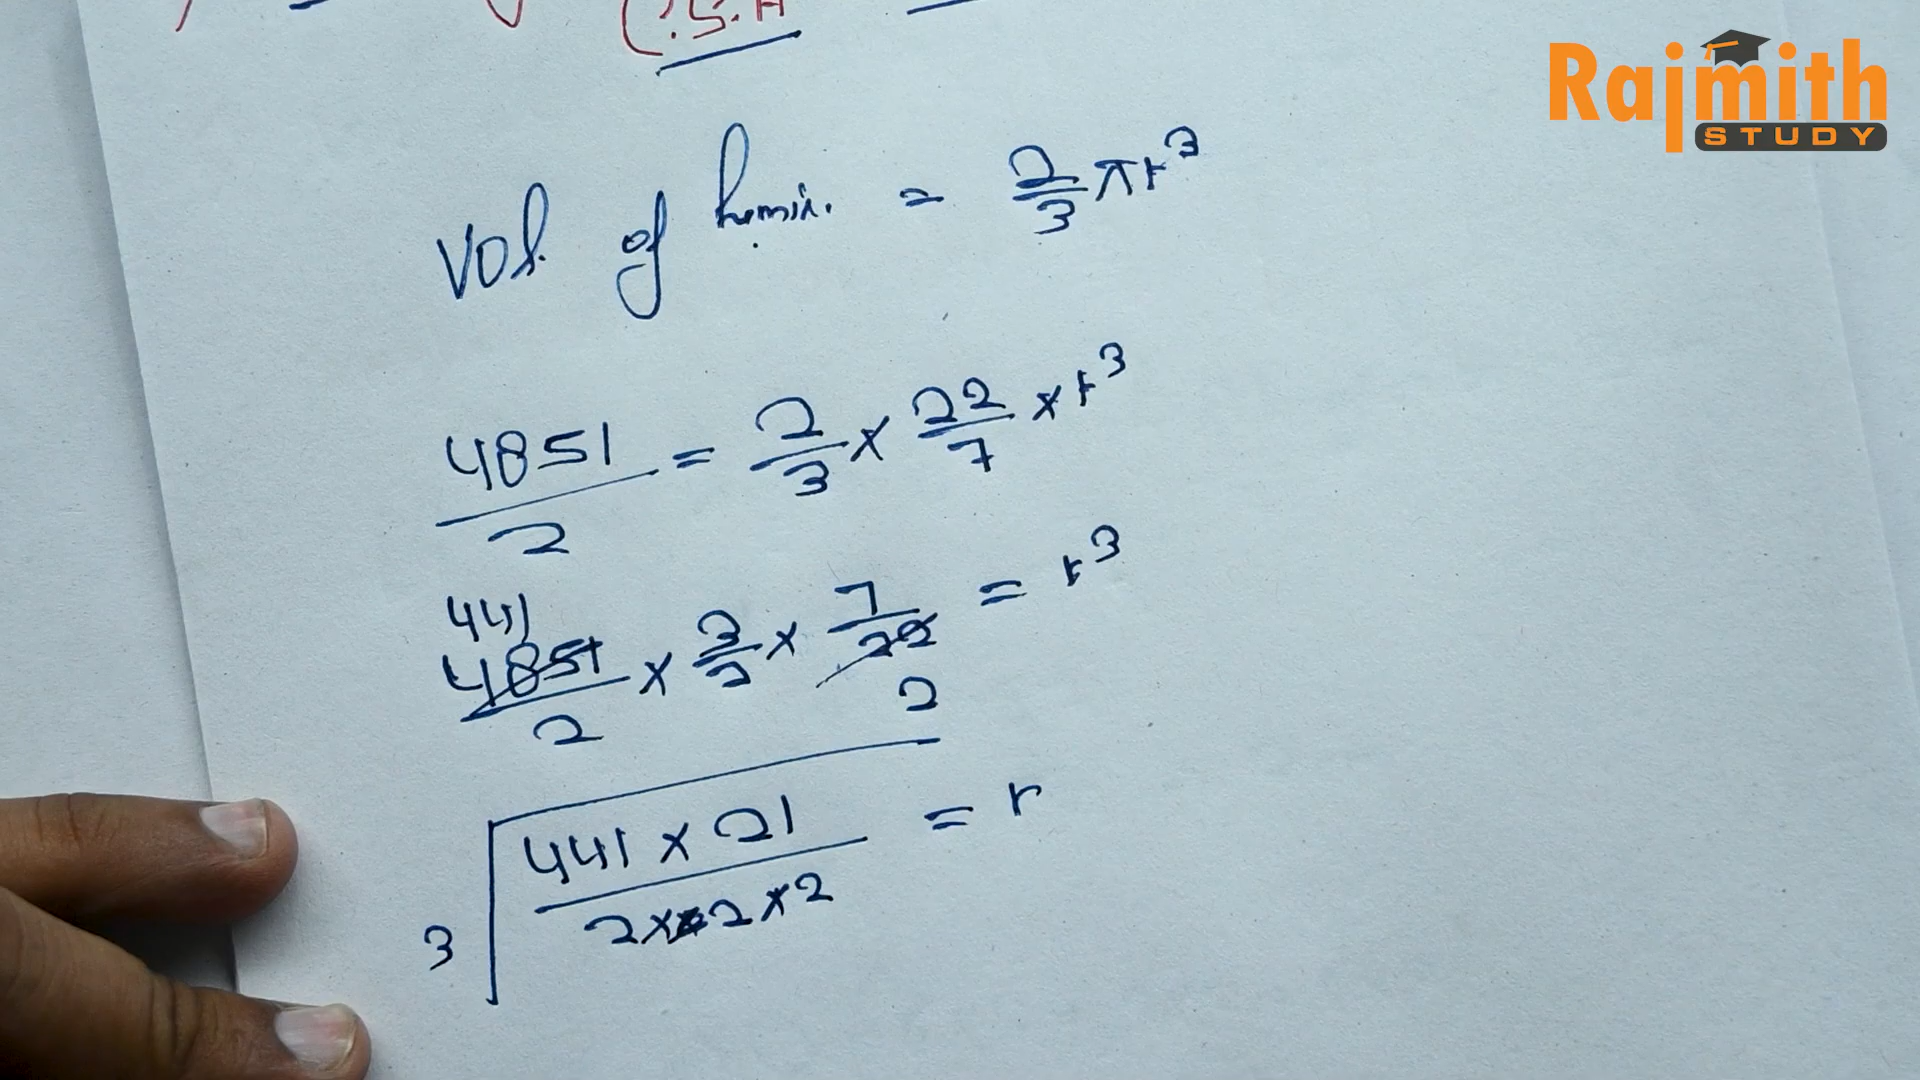 (C.S.A
Rajmith
STUDY
Vol. of hemis. = 2/3 πr³
4851/2 = 2/3 × 22/7 × r³
441
4851/2 × 3/2 × 7/22 = r³
2
³√(441 × 21 / 2 × 2 × 2) = r